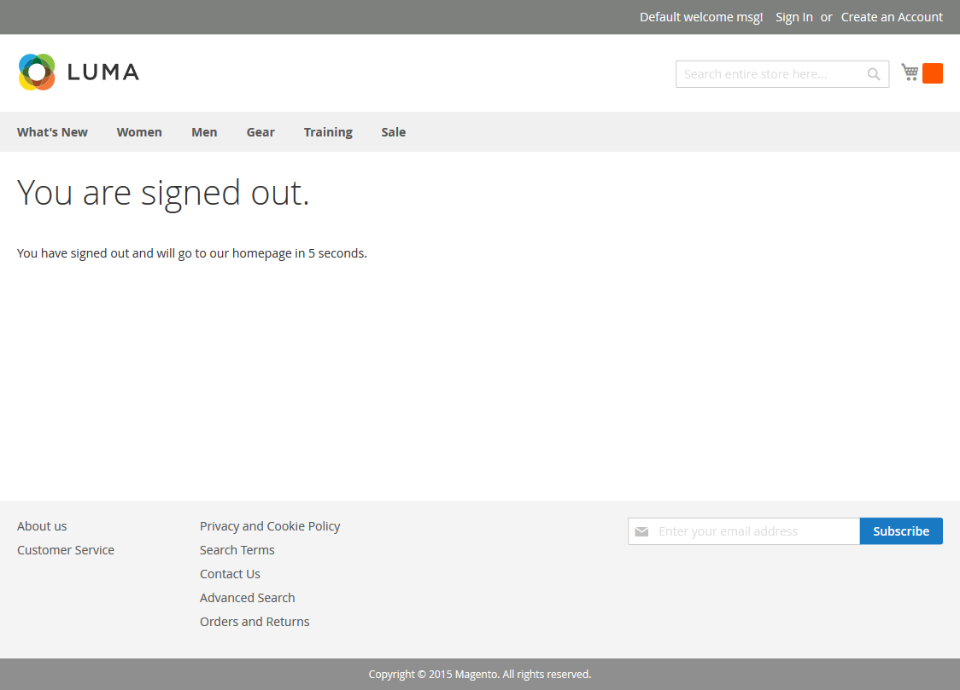 Default welcome msg! Sign In or Create an Account
LUMA
Search entire store here...
What's New Women Men Gear Training Sale
You are signed out.
You have signed out and will go to our homepage in 5 seconds.
About us
Customer Service
Privacy and Cookie Policy
Search Terms
Contact Us
Advanced Search
Orders and Returns
Enter your email address
Subscribe
Copyright © 2015 Magento. All rights reserved.